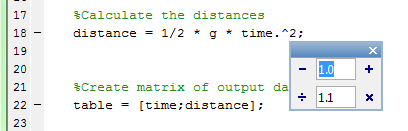 17 %Calculate the distances
18 – distance = 1/2 * g * time.^2;
19
20
21 %Create matrix of output da
22 – table = [time;distance];
23
– 1.0 +
÷ 1.1 ×